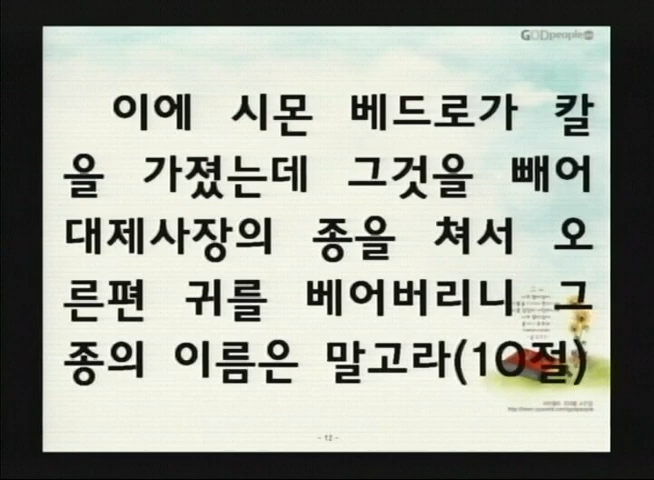 GODpeople
이에 시몬 베드로가 칼
을 가졌는데 그것을 빼어
대제사장의 종을 쳐서 오
른편 귀를 베어버리니 그
종의 이름은 말고라(10절)
- 12 -